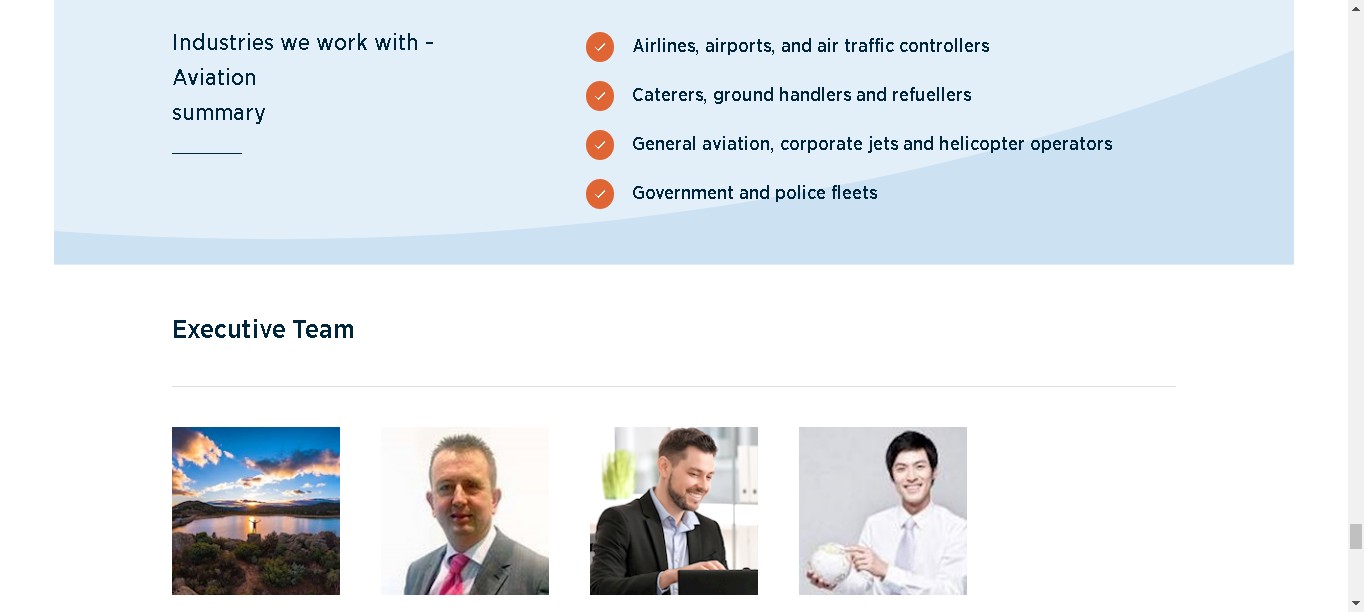 Industries we work with -
Aviation
summary
Airlines, airports, and air traffic controllers
Caterers, ground handlers and refuellers
General aviation, corporate jets and helicopter operators
Government and police fleets
Executive Team